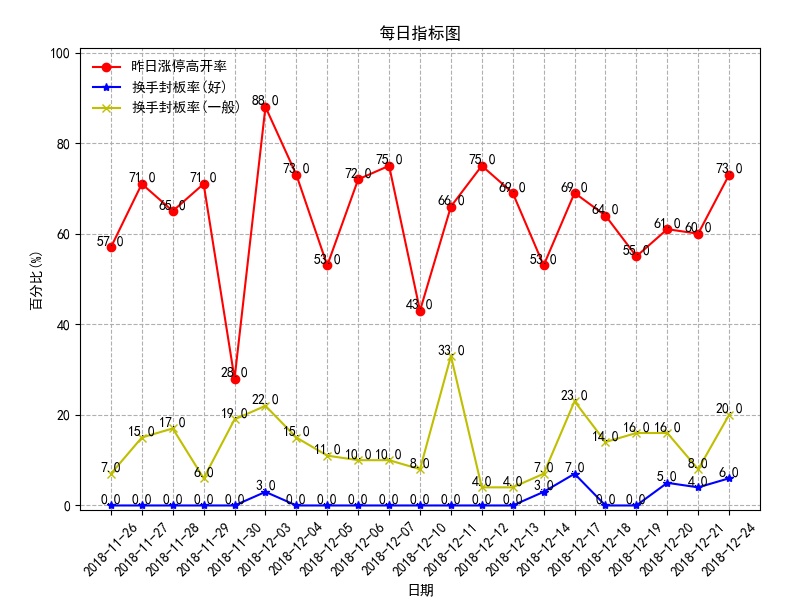 每日指标图
昨日涨停高开率
换手封板率(好)
换手封板率(一般)
百分比(%)
100
80
60
40
20
0
57.0 71.0 65.0 71.0 28.0 88.0 73.0 53.0 72.0 75.0 43.0 66.0 75.0 69.0 53.0 69.0 64.0 55.0 61.0 60.0 73.0
7.0 15.0 17.0 6.0 19.0 22.0 15.0 11.0 10.0 10.0 8.0 33.0 4.0 4.0 7.0 23.0 14.0 16.0 16.0 8.0 20.0
0.0 0.0 0.0 0.0 0.0 3.0 0.0 0.0 0.0 0.0 0.0 0.0 0.0 0.0 3.0 7.0 0.0 0.0 5.0 4.0 6.0
2018-11-26 2018-11-27 2018-11-28 2018-11-29 2018-11-30 2018-12-03 2018-12-04 2018-12-05 2018-12-06 2018-12-07 2018-12-10 2018-12-11 2018-12-12 2018-12-13 2018-12-14 2018-12-17 2018-12-18 2018-12-19 2018-12-20 2018-12-21 2018-12-24
日期